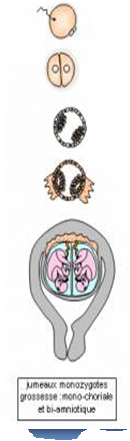 jumeaux monozygotes
grossesse : mono-choriale
et bi-amniotique